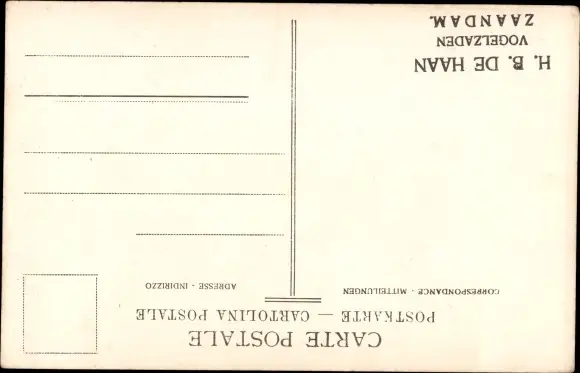 CARTE POSTALE
POSTKARTE — CARTOLINA POSTALE
CORRESPONDANCE - MITTEILUNGEN
ADRESSE - INDIRIZZO
H. B. DE HAAN
VOGELZADEN
ZAANDAM.